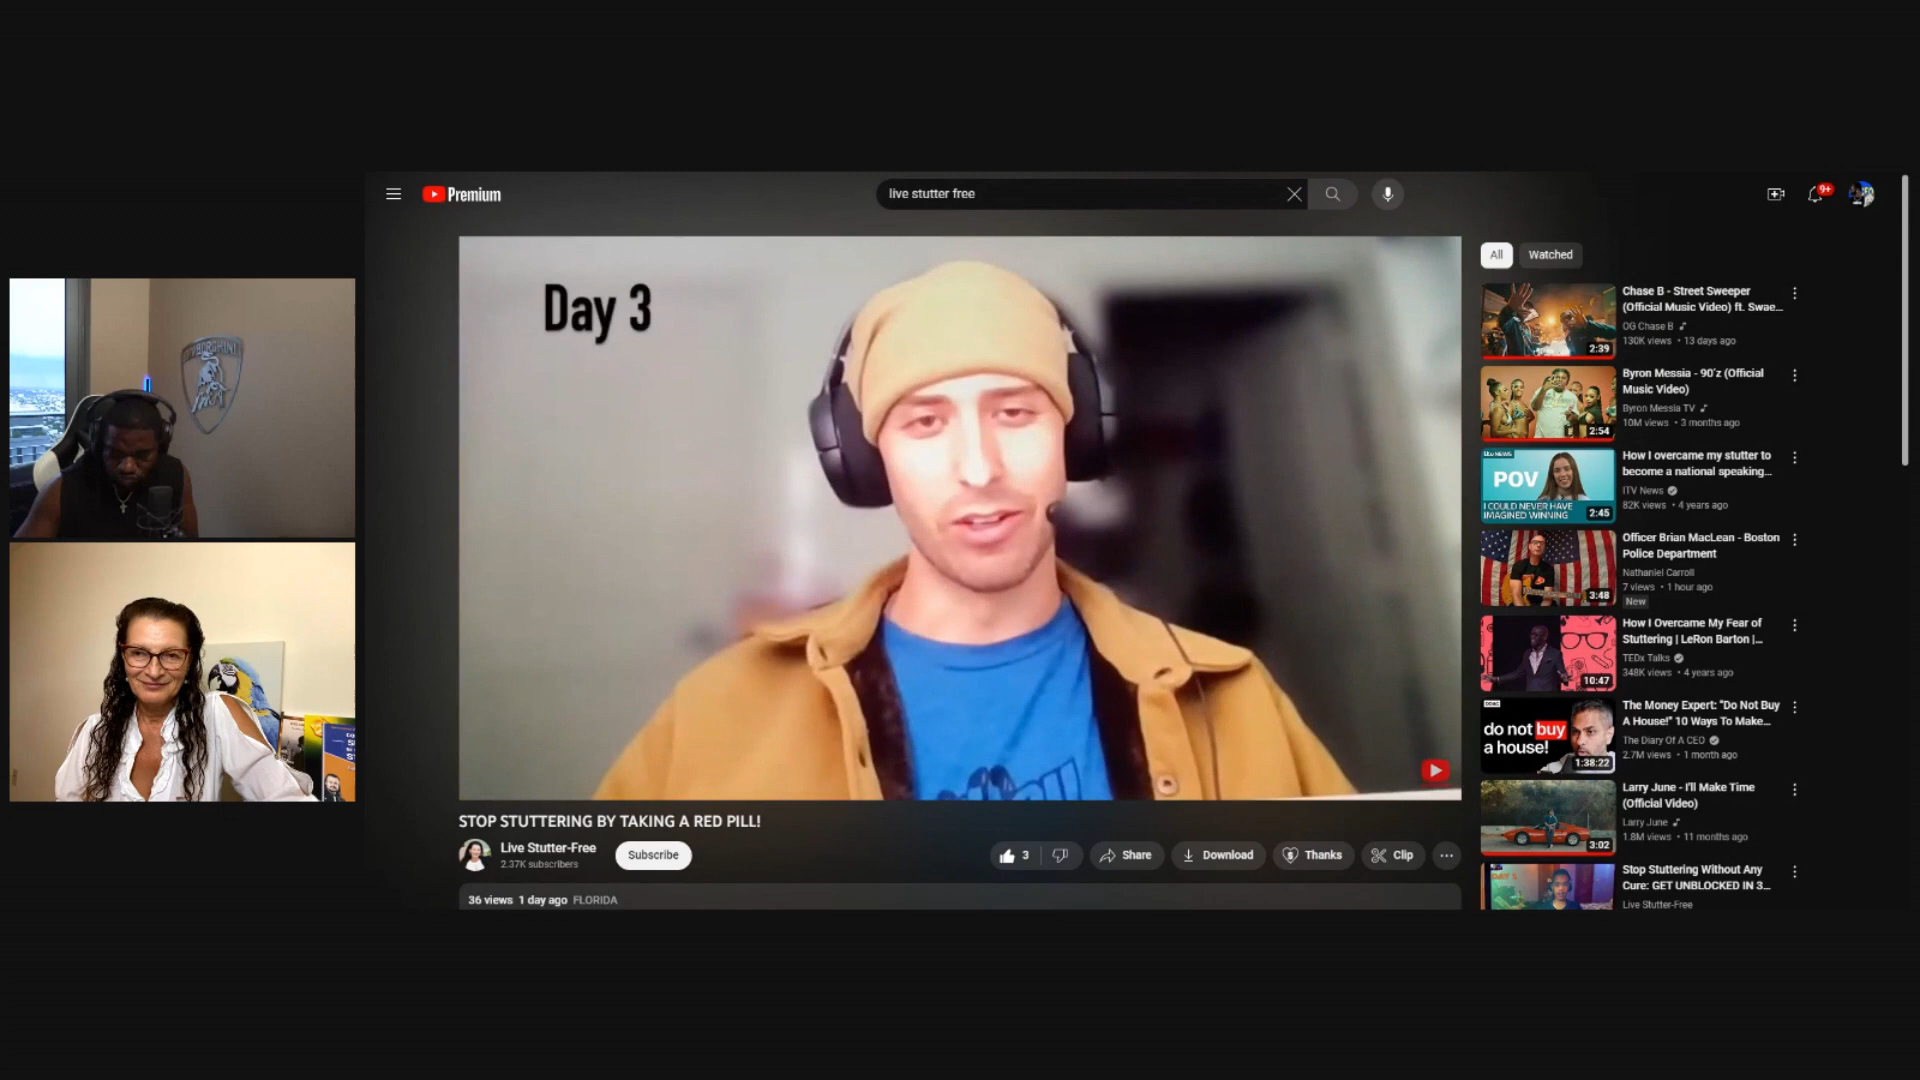 Premium
live stutter free
9+
LAMBORGHINI
Day 3
STOP STUTTERING BY TAKING A RED PILL!
Live Stutter-Free
2.37K subscribers
Subscribe
3
Share
Download
Thanks
Clip
36 views 1 day ago FLORIDA
All
Watched
2:39
Chase B - Street Sweeper
(Official Music Video) ft. Swae...
OG Chase B
130K views • 13 days ago
2:54
Byron Messia - 90'z (Official
Music Video)
Byron Messia TV
10M views • 3 months ago
itv NEWS
POV
I COULD NEVER HAVE
IMAGINED WINNING
2:45
How I overcame my stutter to
become a national speaking...
ITV News
82K views • 4 years ago
3:48
Officer Brian MacLean - Boston
Police Department
Nathaniel Carroll
7 views • 1 hour ago
New
10:47
How I Overcame My Fear of
Stuttering | LeRon Barton |...
TEDx Talks
348K views • 4 years ago
do not buy
a house!
1:38:22
The Money Expert: "Do Not Buy
A House!" 10 Ways To Make...
The Diary Of A CEO
2.7M views • 1 month ago
3:02
Larry June - I'll Make Time
(Official Video)
Larry June
1.8M views • 11 months ago
Stop Stuttering Without Any
Cure: GET UNBLOCKED IN 3...
Live Stutter-Free